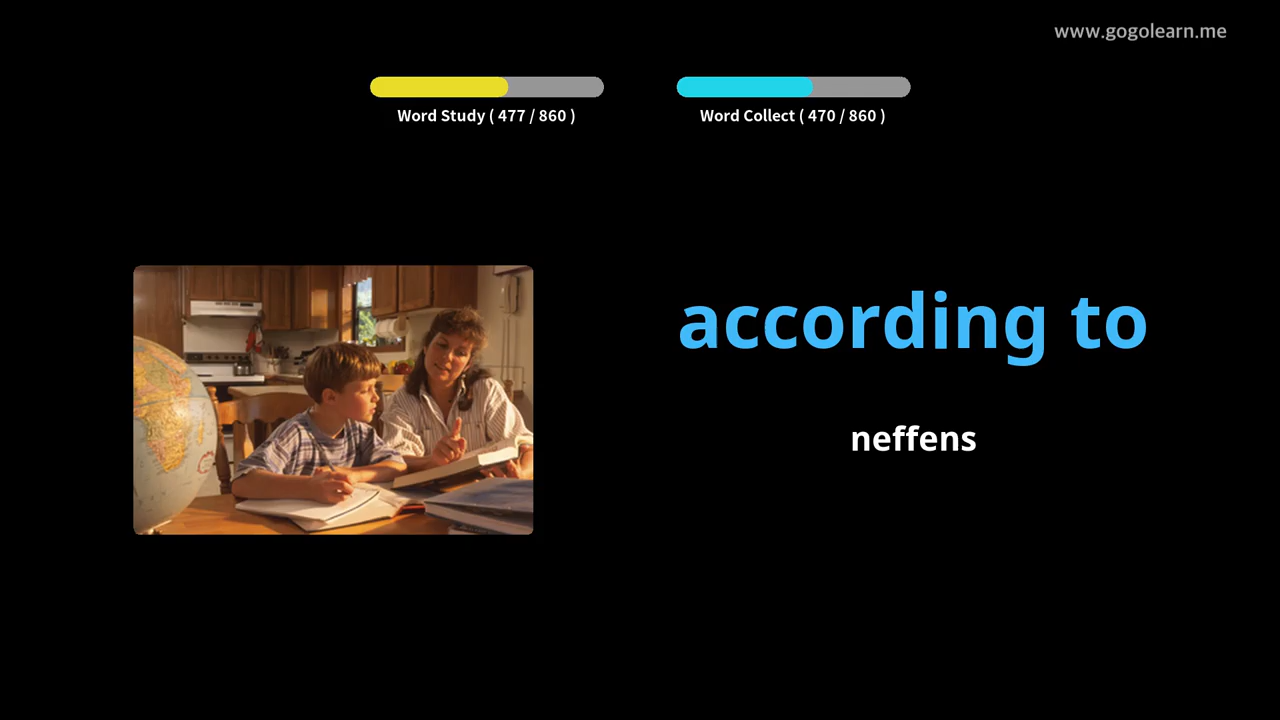 www.gogolearn.me
Word Study ( 477 / 860 )
Word Collect ( 470 / 860 )
according to
neffens